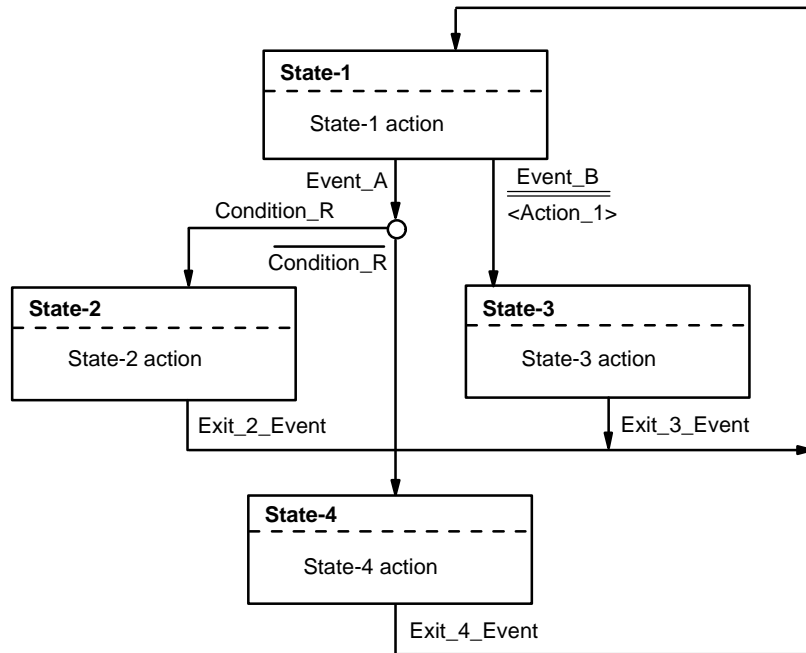 State-1
State-1 action
Event_A
Event_B
<Action_1>
Condition_R
Condition_R
State-2
State-2 action
State-3
State-3 action
Exit_2_Event
Exit_3_Event
State-4
State-4 action
Exit_4_Event